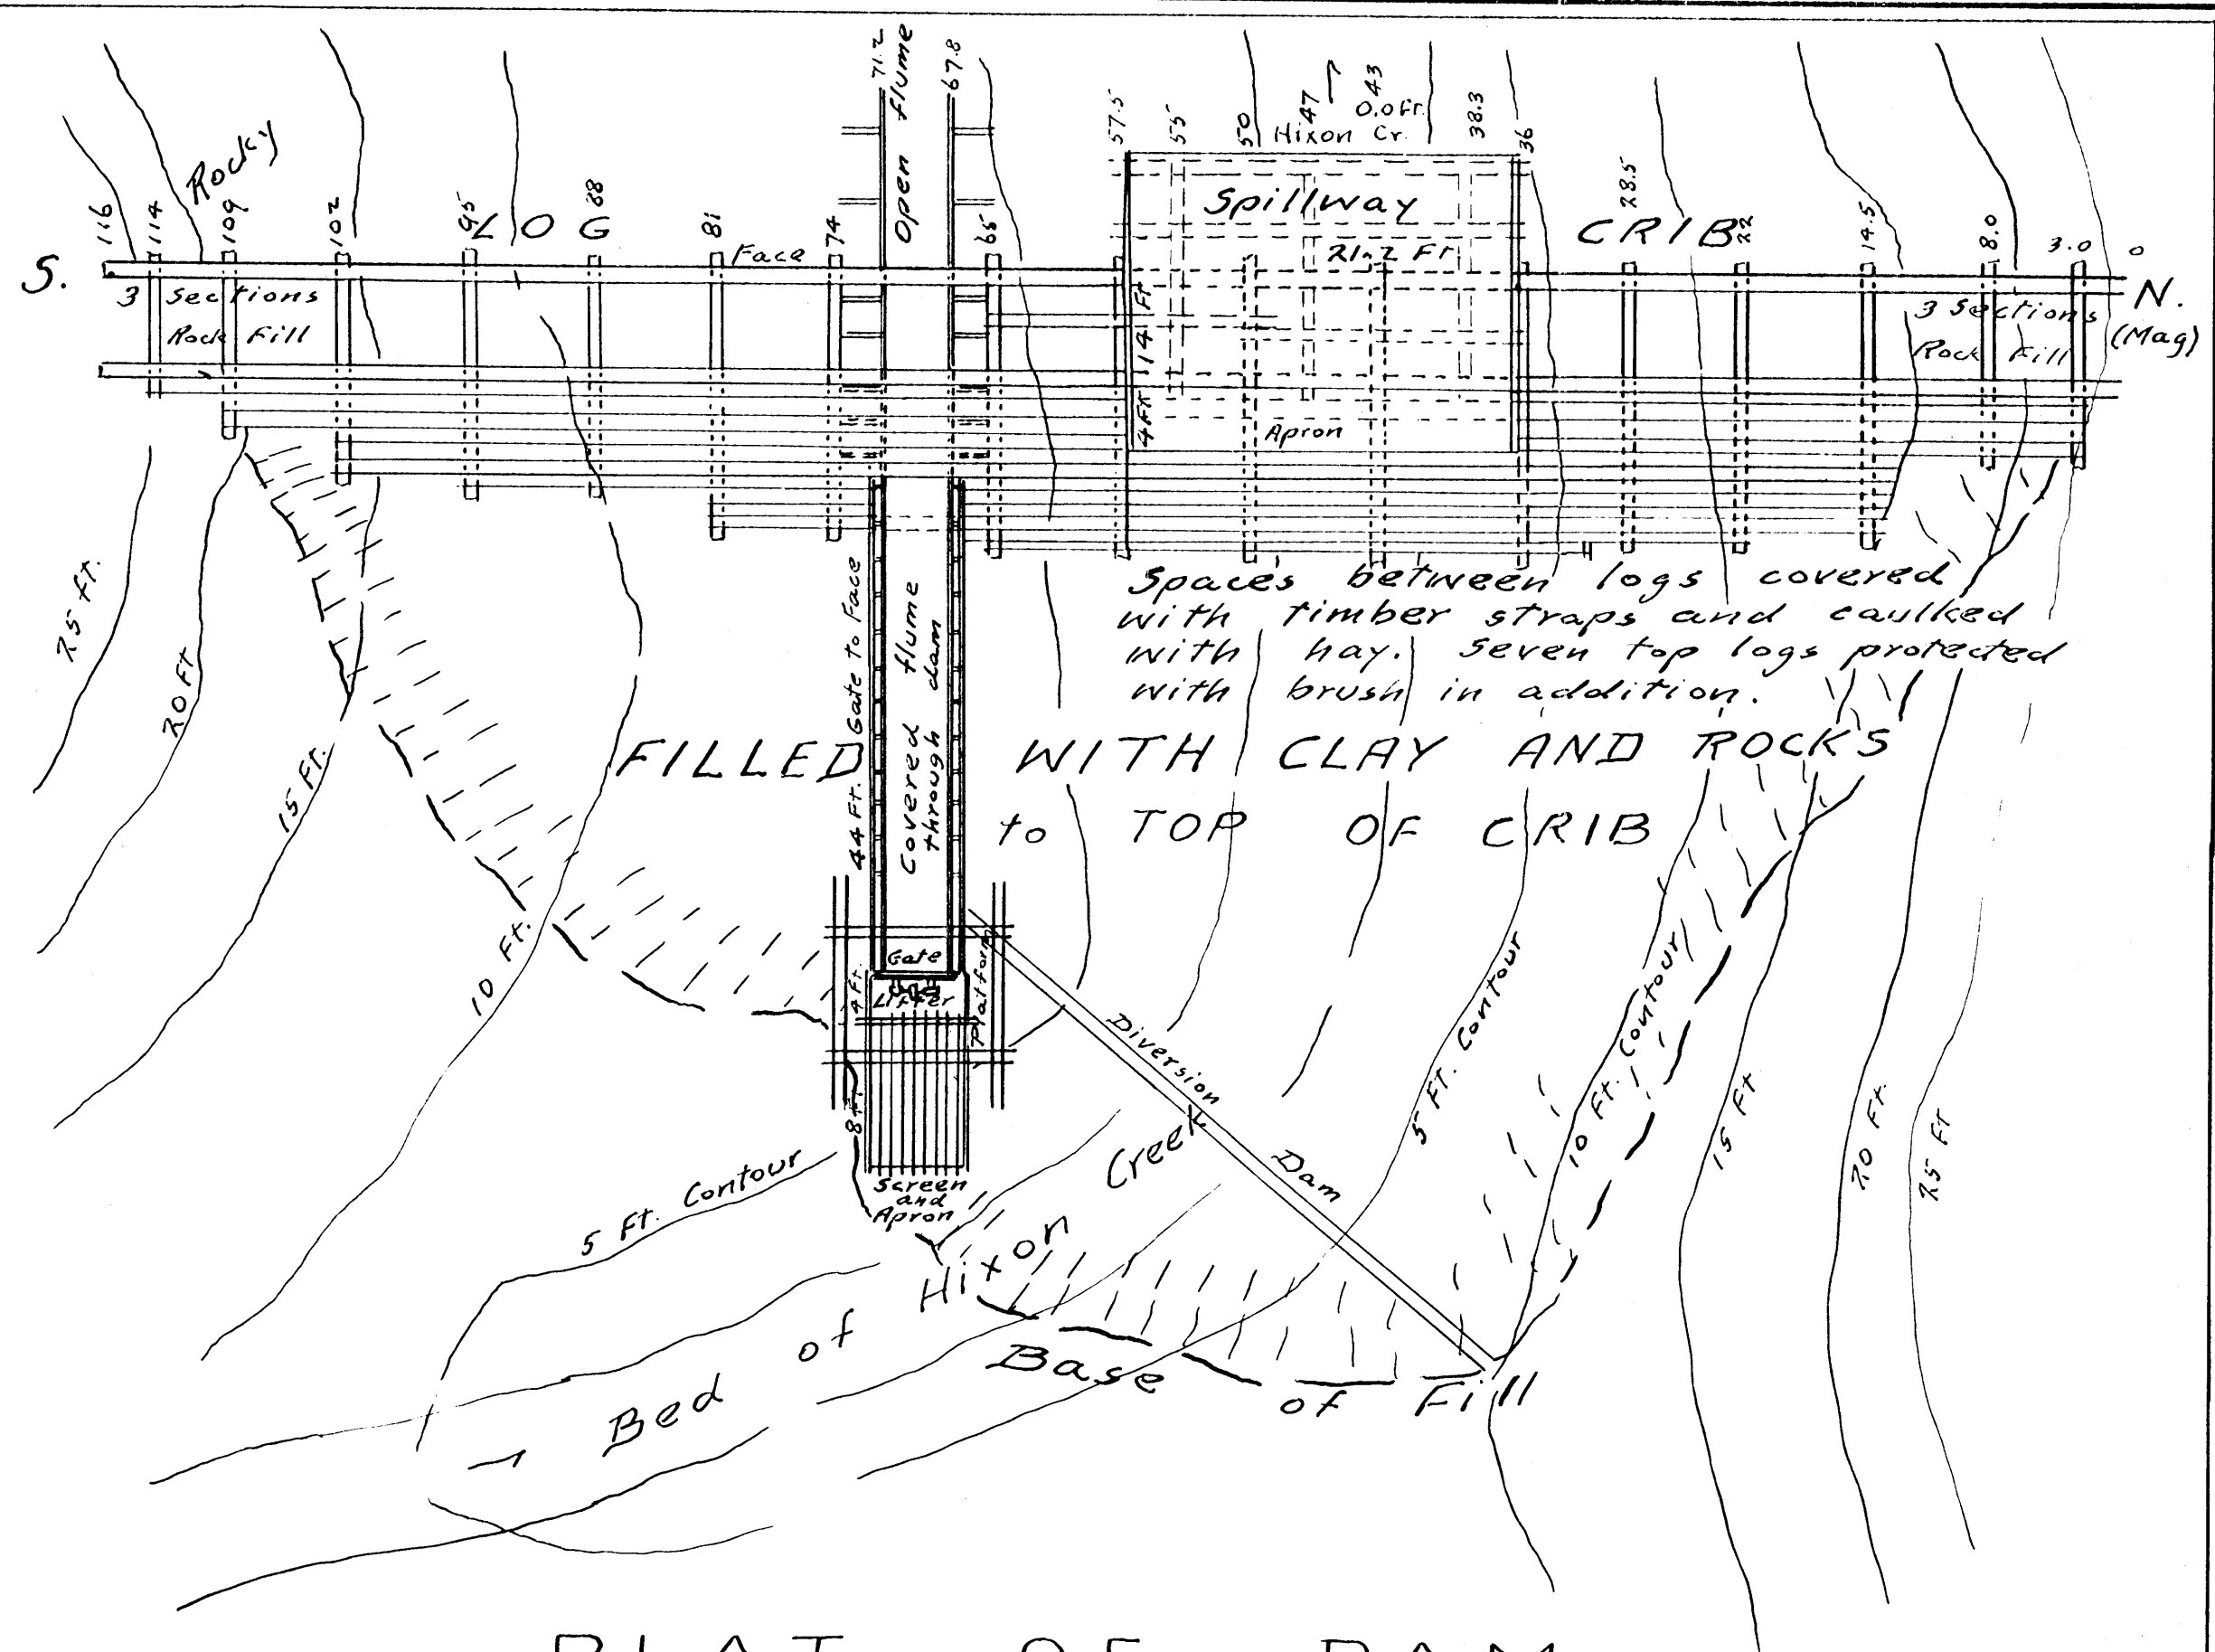 71.2
Open flume
67.8
57.5
55
50
47
43
0.0 Fr.
Hixon Cr.
38.3
36
28.5
22
14.5
8.0
3.0
0
Rocky
116
114
109
102
95
LOG
88
81
Face
74
65
Spillway
21.2 Ft
CRIB
S.
N.
(Mag)
3 Sections
Rock Fill
3 Sections
Rock Fill
14 Ft
4 Ft
Apron
Spaces between logs covered
with timber straps and caulked
with hay. Seven top logs protected
with brush in addition.
FILLED WITH CLAY AND ROCKS
to TOP OF CRIB
25 ft.
20 Ft
15 Ft.
10 Ft.
44 Ft. Gate to Face
Covered flume
through dam
Gate
Lifter
Platform
4 Ft.
8 Ft
Screen
and
Apron
Diversion
Dam
5 Ft. Contour
5 Ft. Contour
10 Ft. Contour
15 Ft
20 Ft.
25 Ft
Bed of Hixon Creek
Base of Fill
PLAT OF DAM